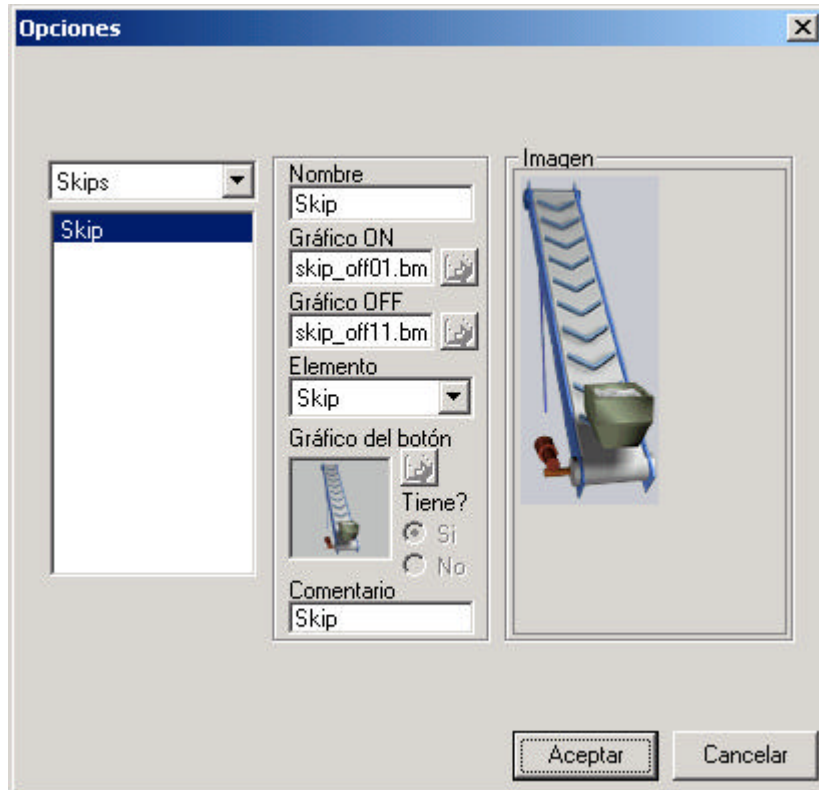 Opciones
Skips
Skip
Nombre
Skip
Gráfico ON
skip_off01.bm
Gráfico OFF
skip_off11.bm
Elemento
Skip
Gráfico del botón
Tiene?
Si
No
Comentario
Skip
Imagen
Aceptar
Cancelar